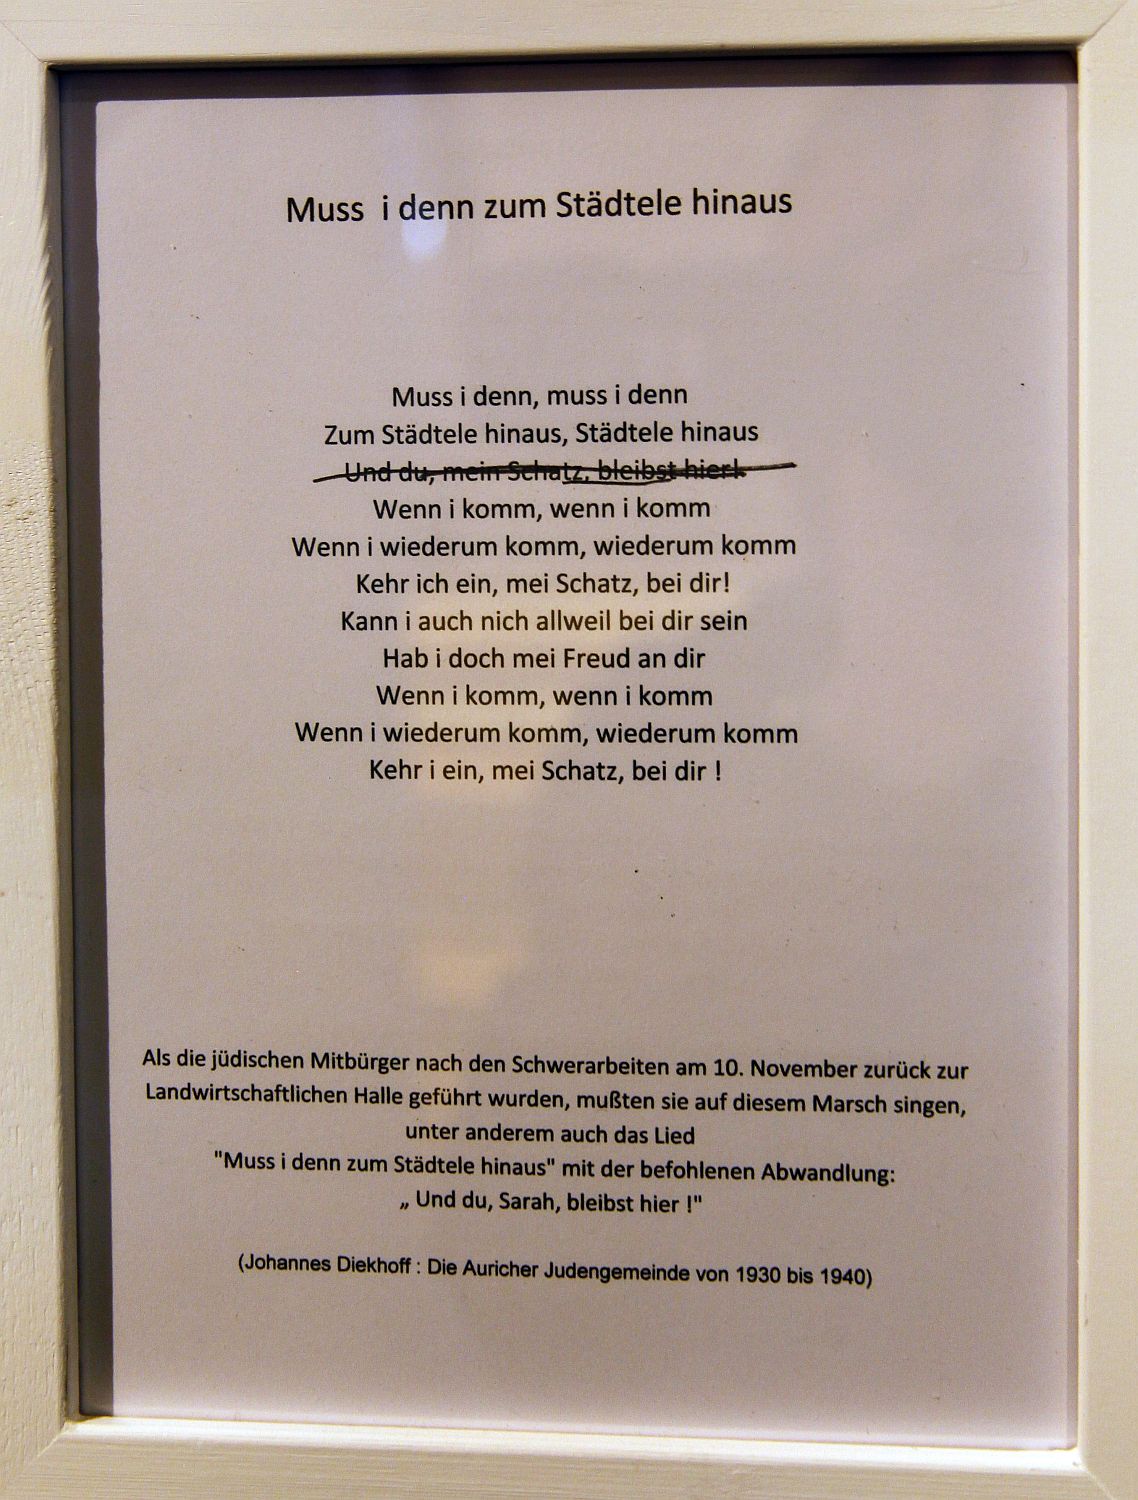 Muss i denn zum Städtele hinaus
Muss i denn, muss i denn
Zum Städtele hinaus, Städtele hinaus
Und du, mein Schatz, bleibst hier
Wenn i komm, wenn i komm
Wenn i wiederum komm, wiederum komm
Kehr ich ein, mei Schatz, bei dir!
Kann i auch nich allweil bei dir sein
Hab i doch mei Freud an dir
Wenn i komm, wenn i komm
Wenn i wiederum komm, wiederum komm
Kehr i ein, mei Schatz, bei dir !
Als die jüdischen Mitbürger nach den Schwerarbeiten am 10. November zurück zur
Landwirtschaftlichen Halle geführt wurden, mußten sie auf diesem Marsch singen,
unter anderem auch das Lied
"Muss i denn zum Städtele hinaus" mit der befohlenen Abwandlung:
„ Und du, Sarah, bleibst hier !"
(Johannes Diekhoff : Die Auricher Judengemeinde von 1930 bis 1940)